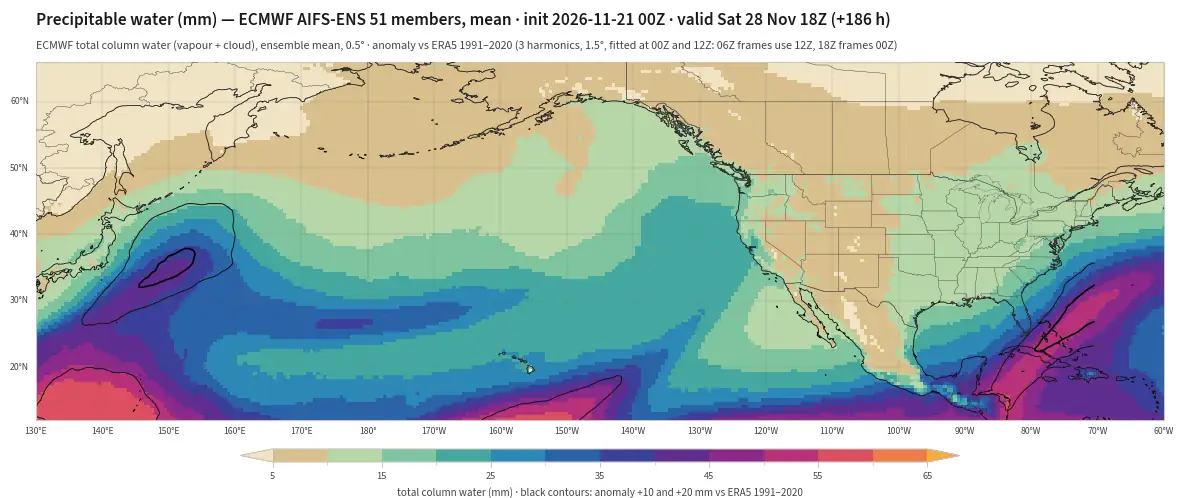 Precipitable water (mm) — ECMWF AIFS-ENS 51 members, mean · init 2026-11-21 00Z · valid Sat 28 Nov 18Z (+186 h)
ECMWF total column water (vapour + cloud), ensemble mean, 0.5° · anomaly vs ERA5 1991–2020 (3 harmonics, 1.5°, fitted at 00Z and 12Z: 06Z frames use 12Z, 18Z frames 00Z)
60°N
50°N
40°N
30°N
20°N
130°E 140°E 150°E 160°E 170°E 180° 170°W 160°W 150°W 140°W 130°W 120°W 110°W 100°W 90°W 80°W 70°W 60°W
5 15 25 35 45 55 65
total column water (mm) · black contours: anomaly +10 and +20 mm vs ERA5 1991–2020